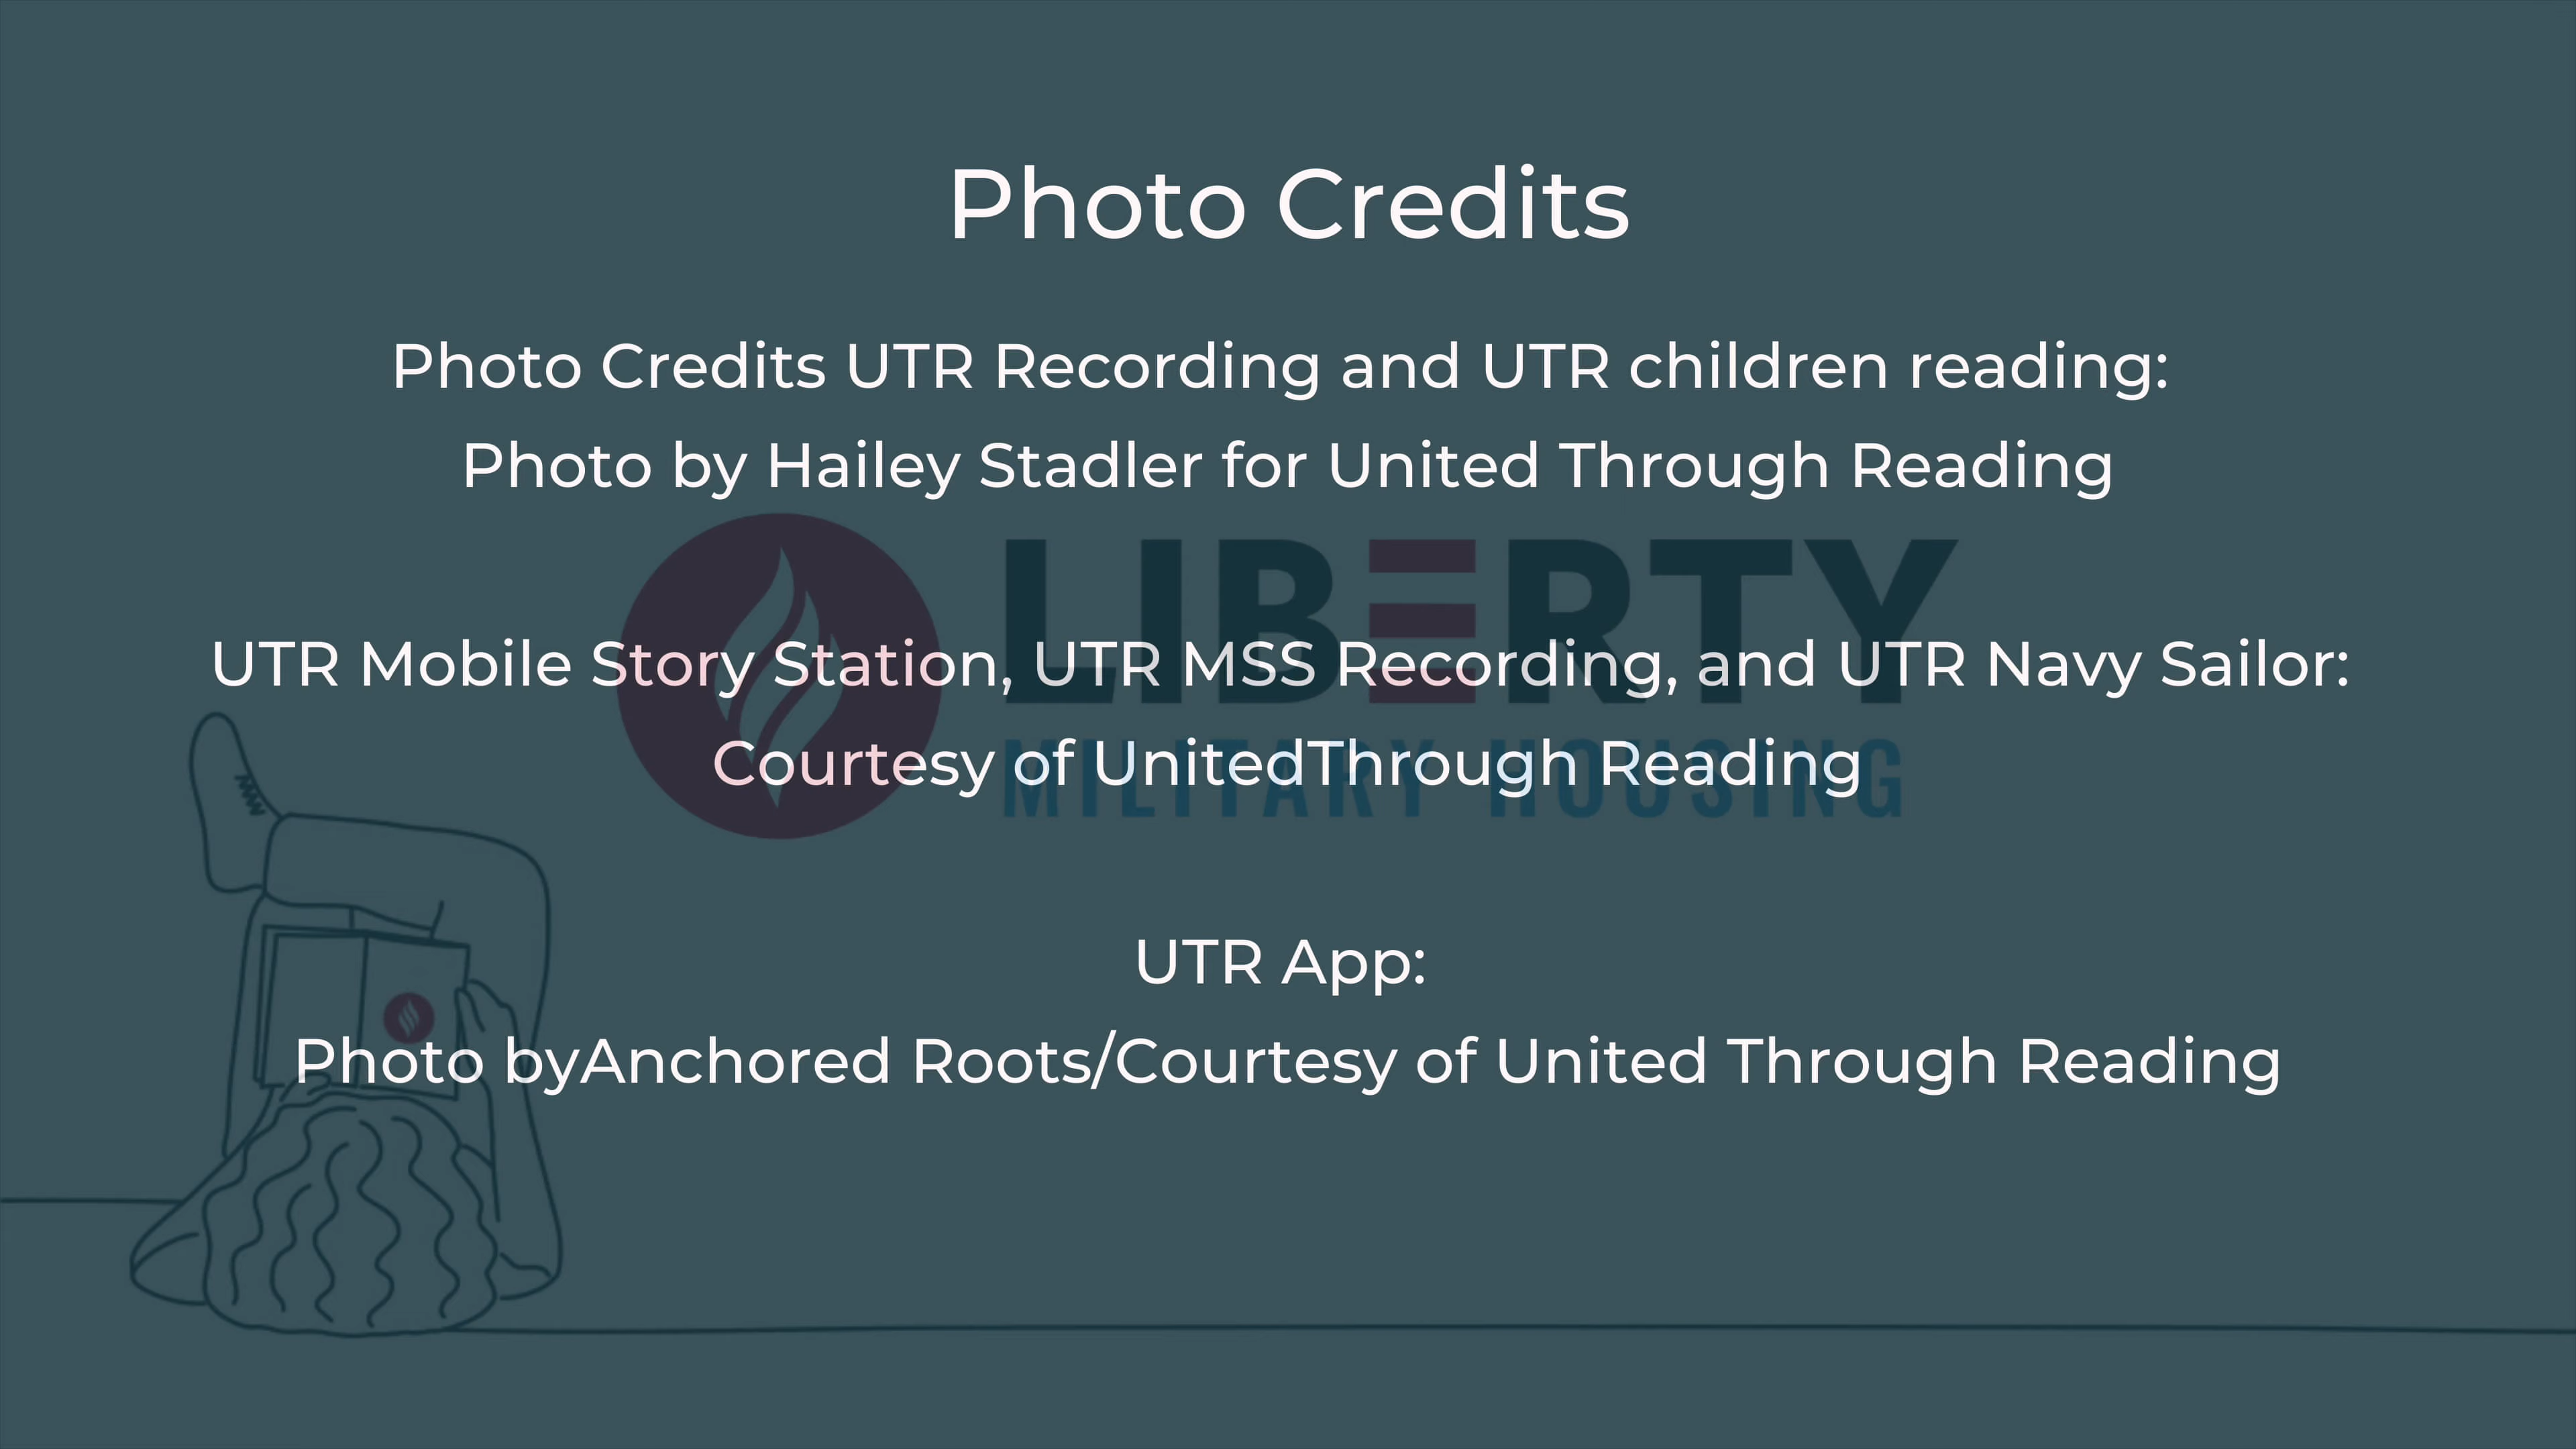 Photo Credits
Photo Credits UTR Recording and UTR children reading:
Photo by Hailey Stadler for United Through Reading
LIBERTY
UTR Mobile Story Station, UTR MSS Recording, and UTR Navy Sailor:
Courtesy of UnitedThrough Reading
MILITARY HOUSING
UTR App:
Photo byAnchored Roots/Courtesy of United Through Reading